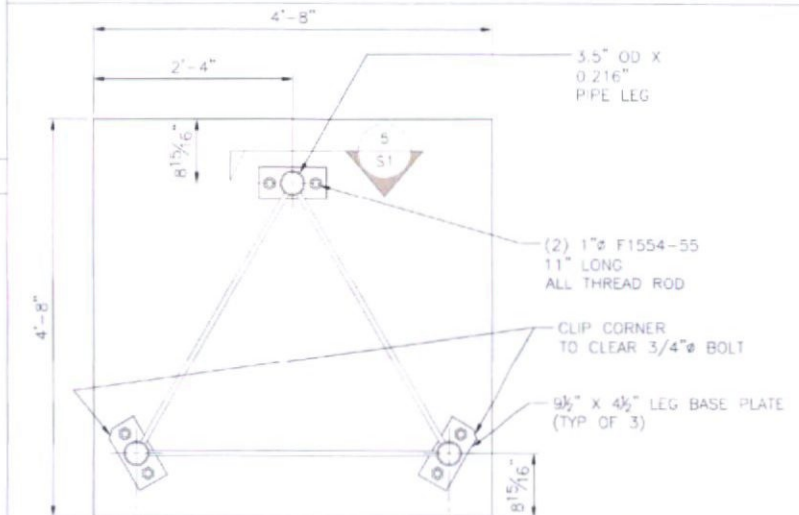 4'-8"
2'-4"
3.5" OD X
0.216"
PIPE LEG
8 15/16"
5
S1
(2) 1"ø F1554-55
11" LONG
ALL THREAD ROD
4'-8"
CLIP CORNER
TO CLEAR 3/4"ø BOLT
9½" X 4½" LEG BASE PLATE
(TYP OF 3)
8 15/16"